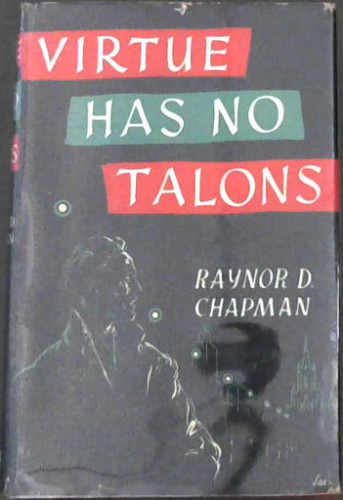 VIRTUE
HAS NO
TALONS
RAYNOR D.
CHAPMAN